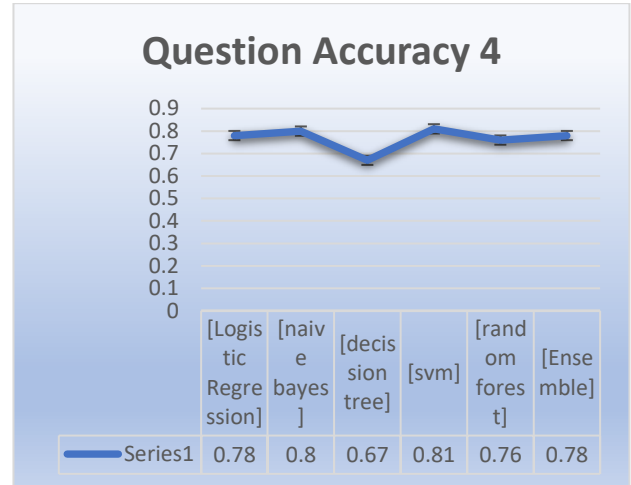 Question Accuracy 4
0.9
0.8
0.7
0.6
0.5
0.4
0.3
0.2
0.1
0
[Logis
tic
Regre
ssion]
[naiv
e
bayes
]
[decis
sion
tree]
[svm]
[rand
om
fores
t]
[Ense
mble]
Series1 0.78 0.8 0.67 0.81 0.76 0.78